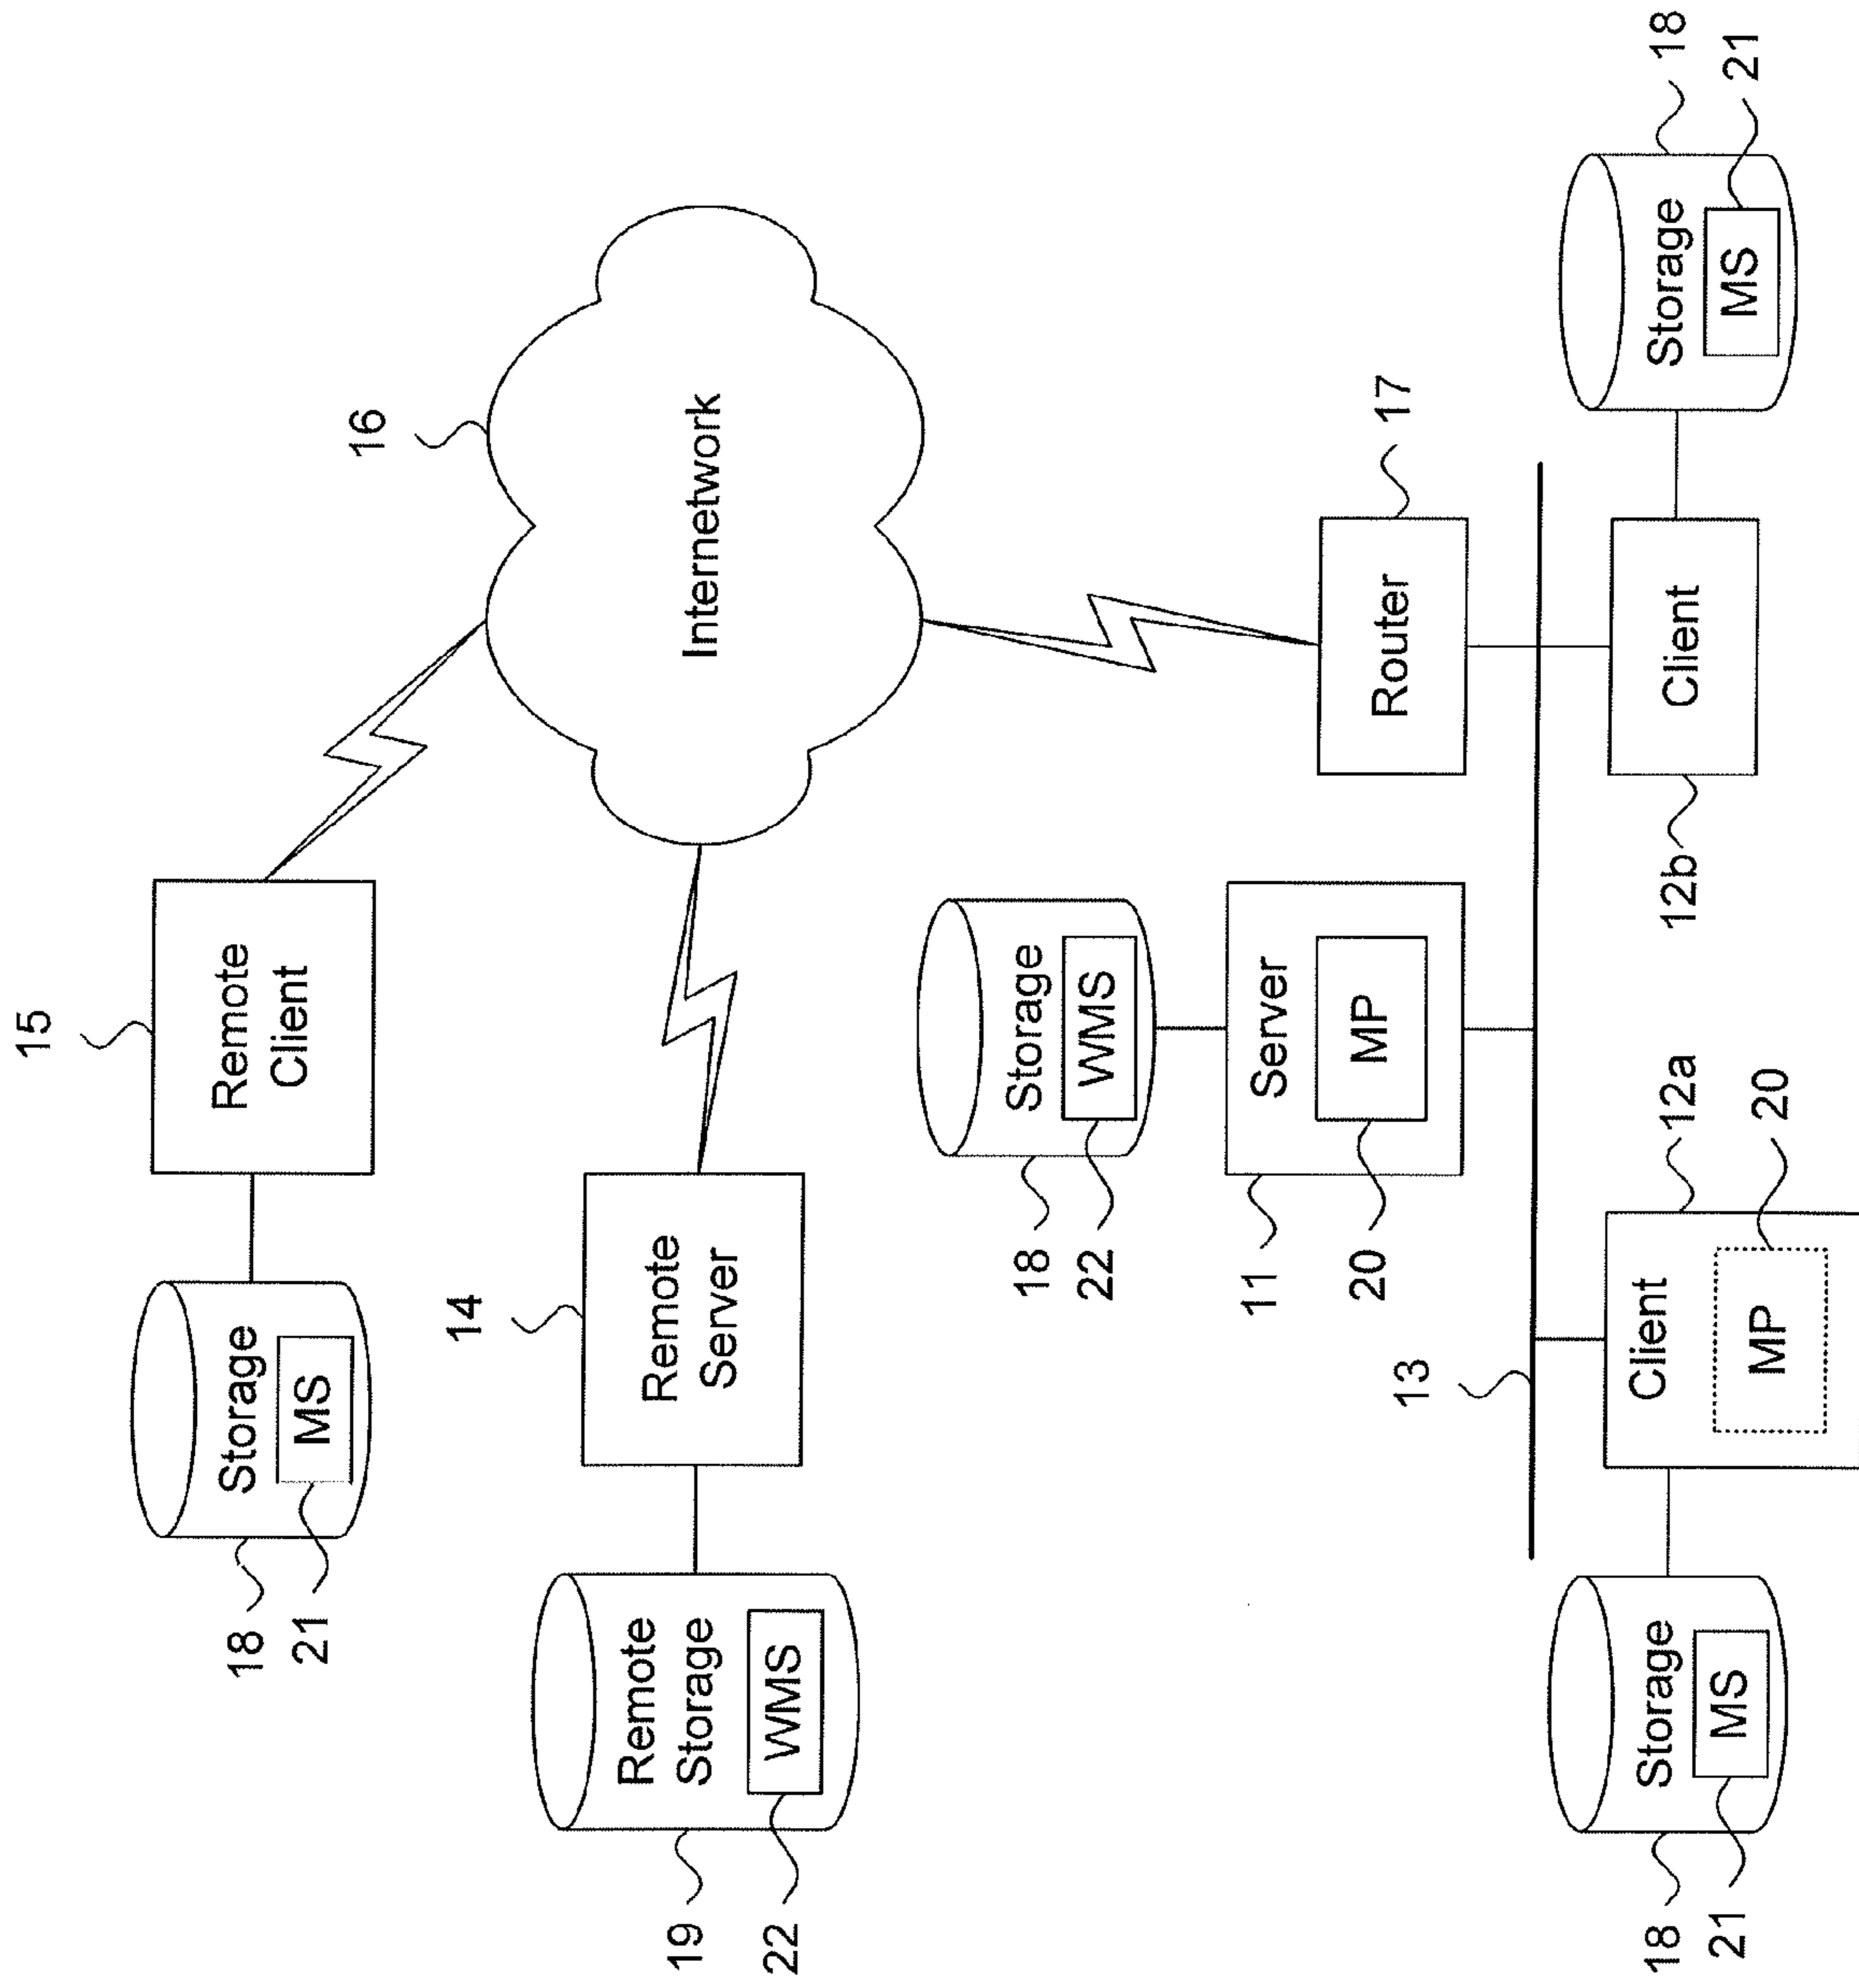 15
16
Remote
Client
Storage
MS
18
21
14
Remote
Server
Internetwork
Remote
Storage
WMS
19
22
Storage
WMS
18
22
Server
MP
11
20
17
Router
13
Client
MP
12a
20
Storage
MS
18
21
Client
12b
Storage
MS
18
21